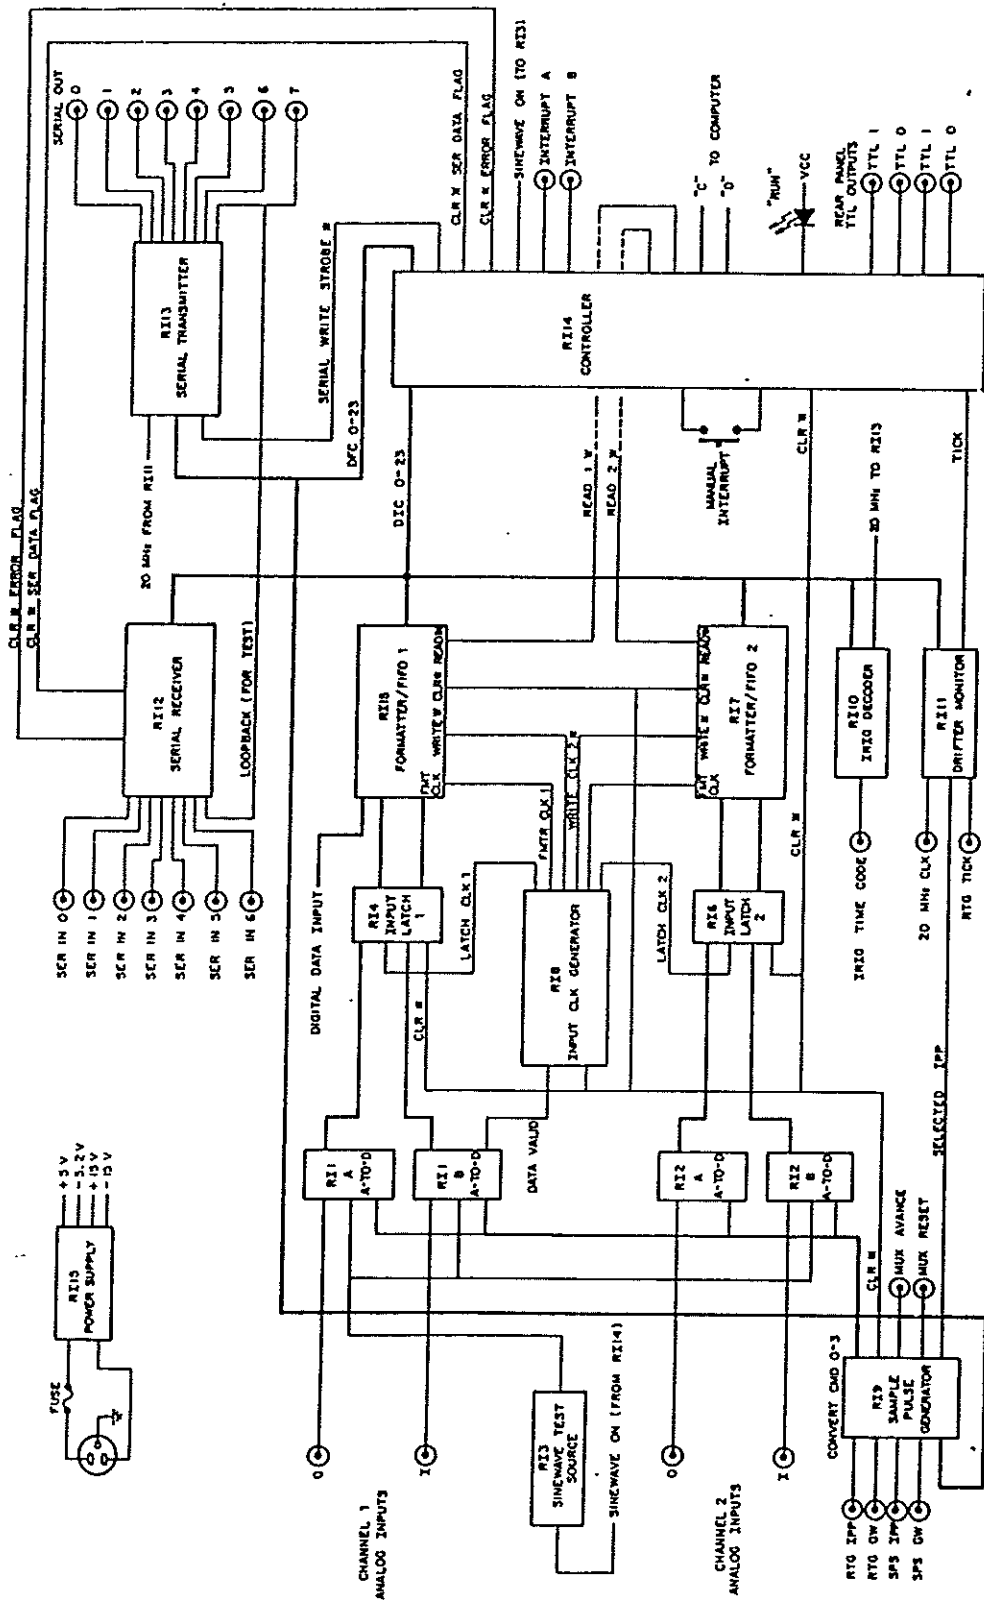 FUSE
RI15
POWER SUPPLY
+5 V
-5.2 V
+15 V
-15 V
SER IN 0
SER IN 1
SER IN 2
SER IN 3
SER IN 4
SER IN 5
SER IN 6
RI12
SERIAL RECEIVER
CLR * ERROR FLAG
CLR * SER DATA FLAG
LOOPBACK (FOR TEST)
20 MHz FROM RI11
RI13
SERIAL TRANSMITTER
SERIAL OUT
0
1
2
3
4
5
6
7
CHANNEL 1
ANALOG INPUTS
Q
I
RI1
A
A-TO-D
RI1
B
A-TO-D
DATA VALID
DIGITAL DATA INPUT
RI4
INPUT
LATCH
1
CLR *
LATCH CLK 1
RI5
FORMATTER/FIFO 1
FMT
CLK
WRITE *
CLR*
READ*
DIC 0-23
DFC 0-23
SERIAL WRITE STROBE *
CLR * SER DATA FLAG
CLR * ERROR FLAG
SINEWAVE ON (TO RI3)
INTERRUPT A
INTERRUPT B
RI3
SINEWAVE TEST
SOURCE
SINEWAVE ON (FROM RI14)
RI8
INPUT CLK GENERATOR
FMTR CLK 1
WRITE CLK 2 *
LATCH CLK 2
READ 1 *
READ 2 *
RI14
CONTROLLER
"C"
"D"
TO COMPUTER
CHANNEL 2
ANALOG INPUTS
Q
I
RI2
A
A-TO-D
RI2
B
A-TO-D
RI6
INPUT
LATCH
2
RI7
FORMATTER/FIFO 2
FMT
CLK
WRITE *
CLR*
READ*
MANUAL
INTERRUPT
"RUN"
VCC
CLR *
CLR *
CLR *
REAR PANEL
TTL OUTPUTS
TTL 1
TTL 0
TTL 1
TTL 0
CONVERT CMD 0-3
RTG IPP
RTG GW
SPS IPP
SPS GW
RI9
SAMPLE
PULSE
GENERATOR
MUX AVANCE
MUX RESET
SELECTED IPP
IRIG TIME CODE
RI10
IRIG DECODER
20 MHz TO RI13
20 MHz CLK
RTG TICK
RI11
DRIFTER MONITOR
TICK